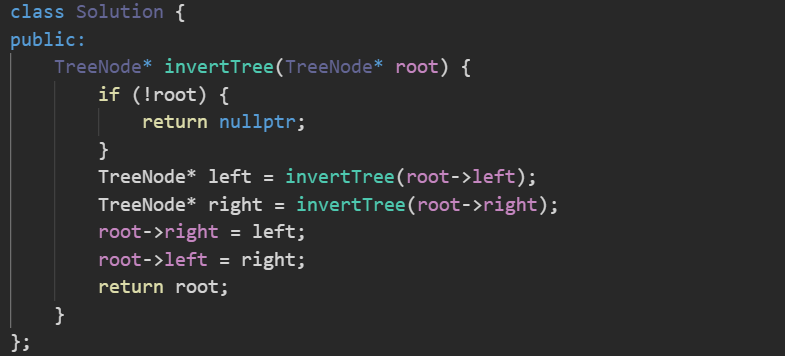 class Solution {
public:
    TreeNode* invertTree(TreeNode* root) {
        if (!root) {
            return nullptr;
        }
        TreeNode* left = invertTree(root->left);
        TreeNode* right = invertTree(root->right);
        root->right = left;
        root->left = right;
        return root;
    }
};